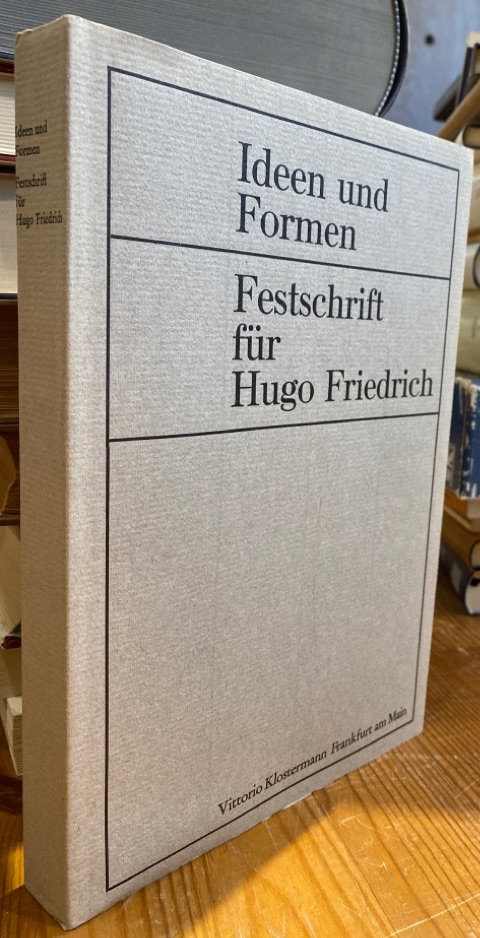 Ideen und
Formen
Festschrift
für
Hugo Friedrich
Ideen und
Formen
Festschrift
für
Hugo Friedrich
Vittorio Klostermann Frankfurt am Main